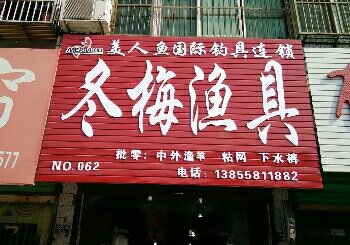 美人鱼国际钓具连锁
冬梅渔具
NO.062
批零：中外渔竿 粘网 下水裤
电话：13855811882
577